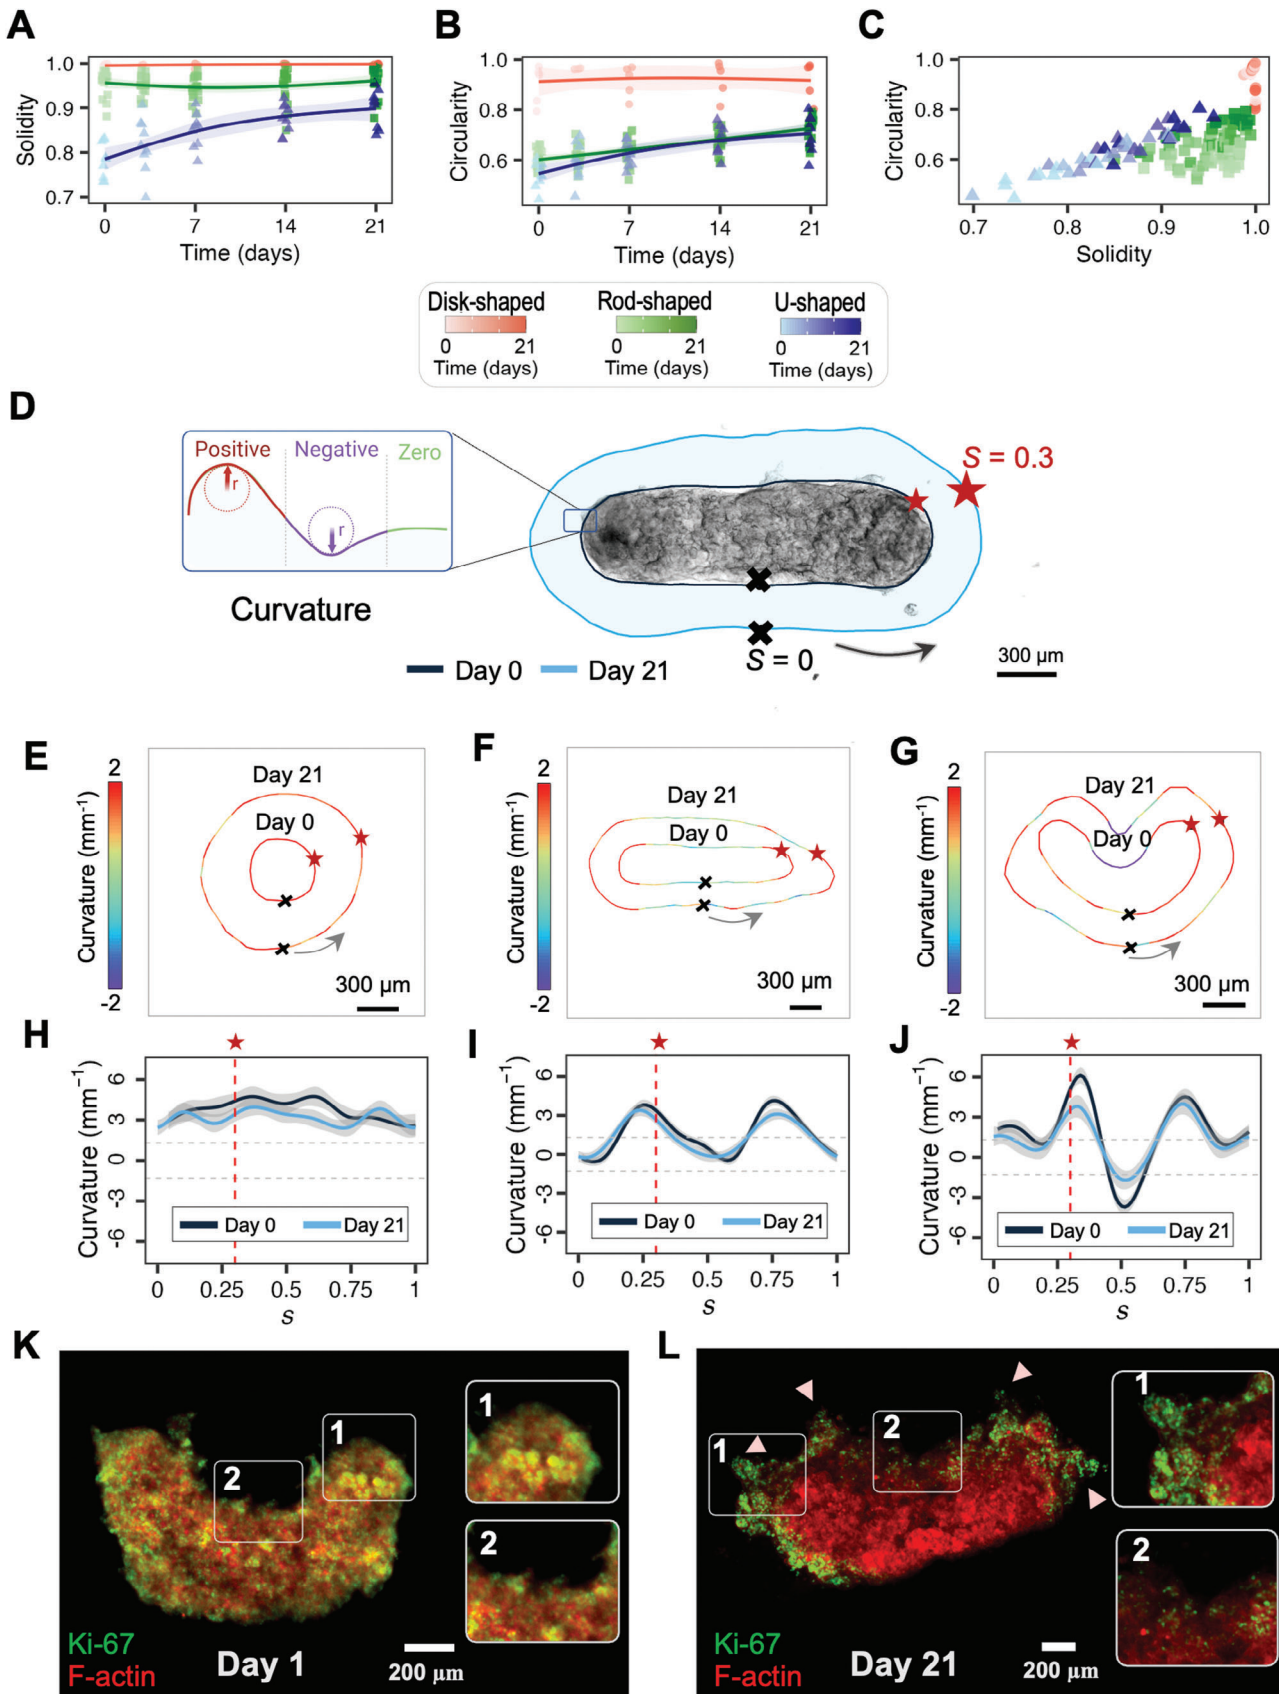 A
B
C
1.0
0.9
0.8
0.7
Solidity
0
7
14
21
Time (days)
1.0
0.8
0.6
Circularity
0
7
14
21
Time (days)
1.0
0.8
0.6
Circularity
0.7
0.8
0.9
1.0
Solidity
Disk-shaped
Rod-shaped
U-shaped
0
21
0
21
0
21
Time (days)
Time (days)
Time (days)
D
Positive
Negative
Zero
r
r
Curvature
S = 0.3
S = 0,
Day 0
Day 21
300 µm
E
2
Curvature (mm⁻¹)
-2
Day 21
Day 0
300 µm
F
2
Curvature (mm⁻¹)
-2
Day 21
Day 0
300 µm
G
2
Curvature (mm⁻¹)
-2
Day 21
Day 0
300 µm
H
6
3
0
-3
-6
Curvature (mm⁻¹)
Day 0
Day 21
0
0.25
0.5
0.75
1
s
I
6
3
0
-3
-6
Curvature (mm⁻¹)
Day 0
Day 21
0
0.25
0.5
0.75
1
s
J
6
3
0
-3
-6
Curvature (mm⁻¹)
Day 0
Day 21
0
0.25
0.5
0.75
1
s
K
1
2
1
2
Ki-67
F-actin
Day 1
200 µm
L
1
2
1
2
Ki-67
F-actin
Day 21
200 µm